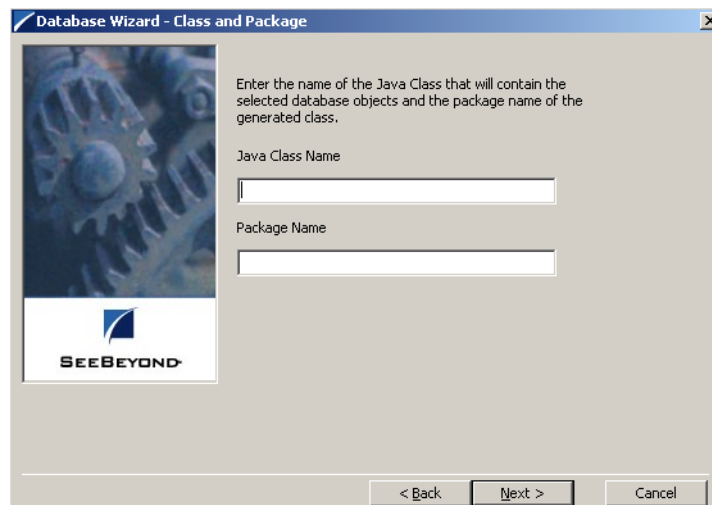 Database Wizard - Class and Package
Enter the name of the Java Class that will contain the
selected database objects and the package name of the
generated class.
Java Class Name
Package Name
SEEBEYOND
< Back
Next >
Cancel